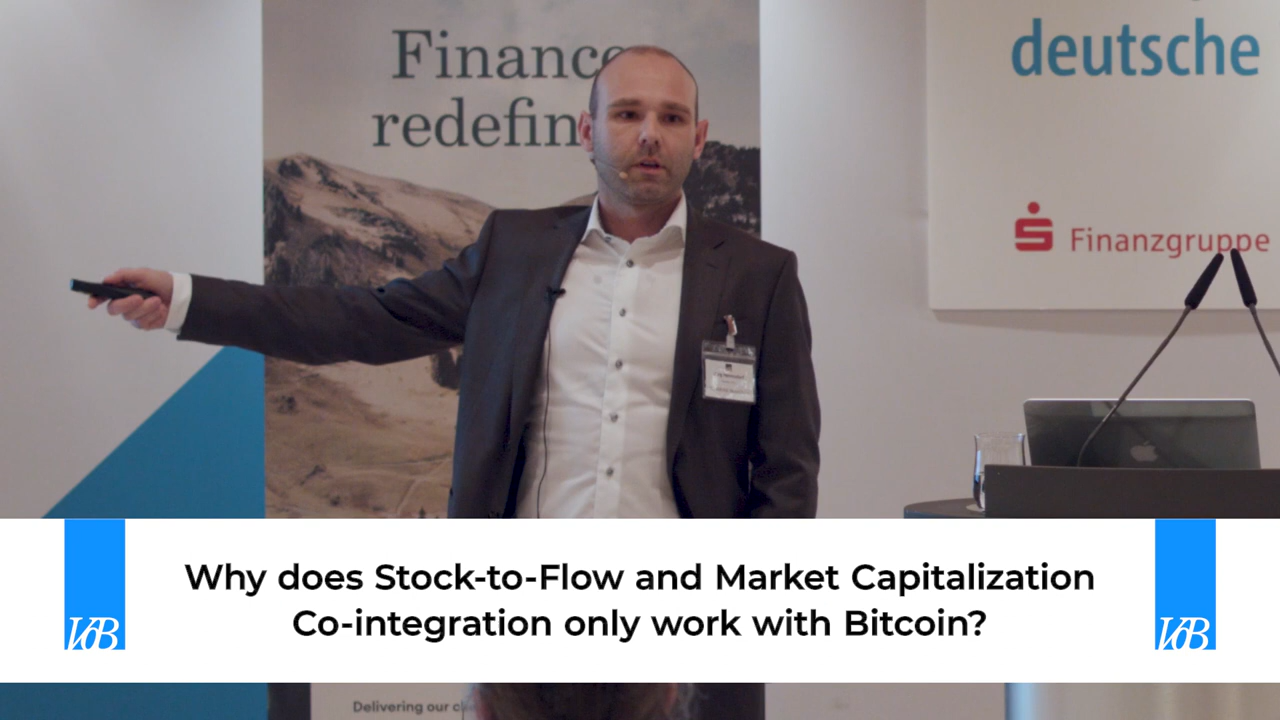 Finance
redefin
deutsche
Finanzgruppe
Why does Stock-to-Flow and Market Capitalization
Co-integration only work with Bitcoin?
VöB
VöB
Delivering our